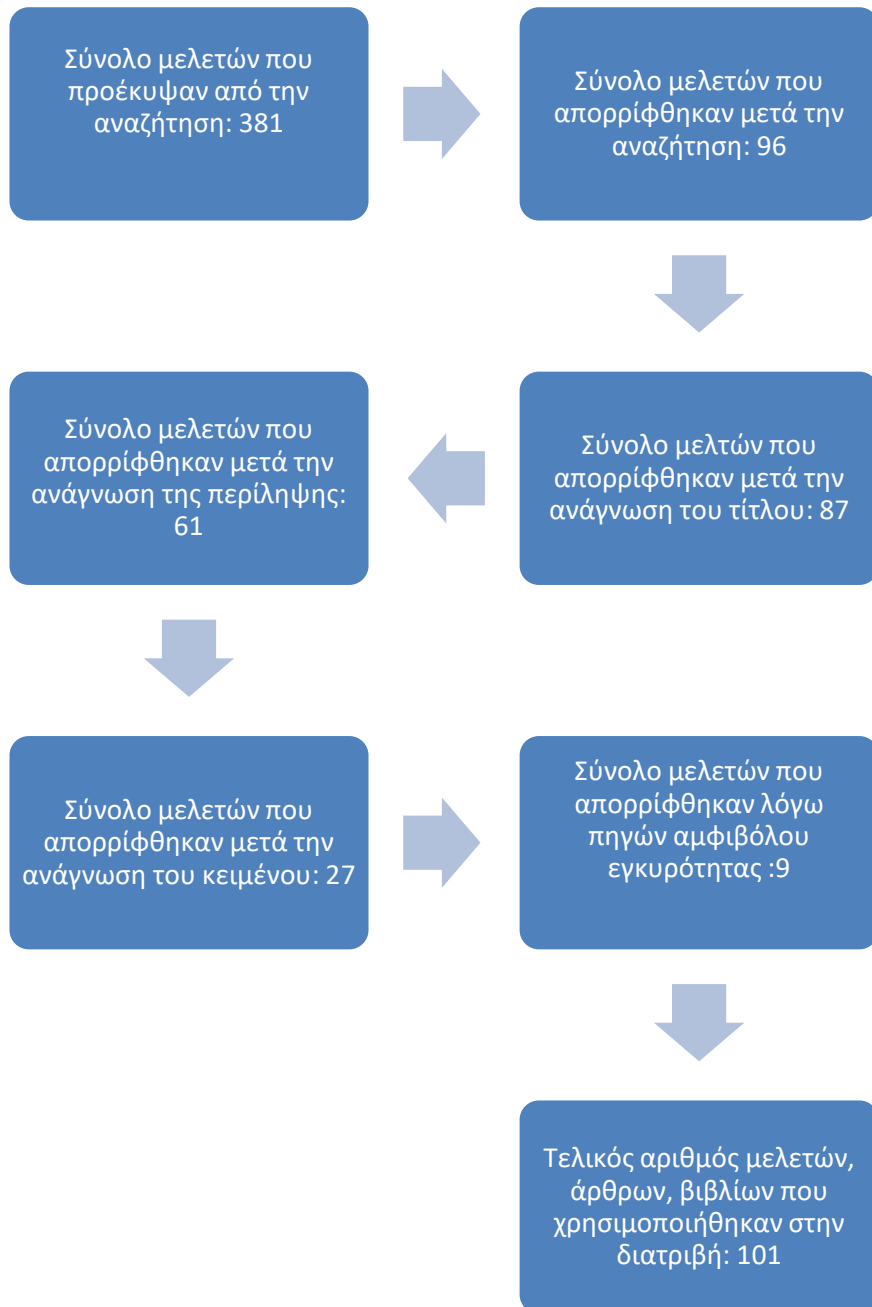 Σύνολο μελετών που
προέκυψαν από την
αναζήτηση: 381
Σύνολο μελετών που
απορρίφθηκαν μετά την
αναζήτηση: 96
Σύνολο μελτών που
απορρίφθηκαν μετά την
ανάγνωση του τίτλου: 87
Σύνολο μελετών που
απορρίφθηκαν μετά την
ανάγνωση της περίληψης:
61
Σύνολο μελετών που
απορρίφθηκαν μετά την
ανάγνωση του κειμένου: 27
Σύνολο μελετών που
απορρίφθηκαν λόγω
πηγών αμφιβόλου
εγκυρότητας :9
Τελικός αριθμός μελετών,
άρθρων, βιβλίων που
χρησιμοποιήθηκαν στην
διατριβή: 101